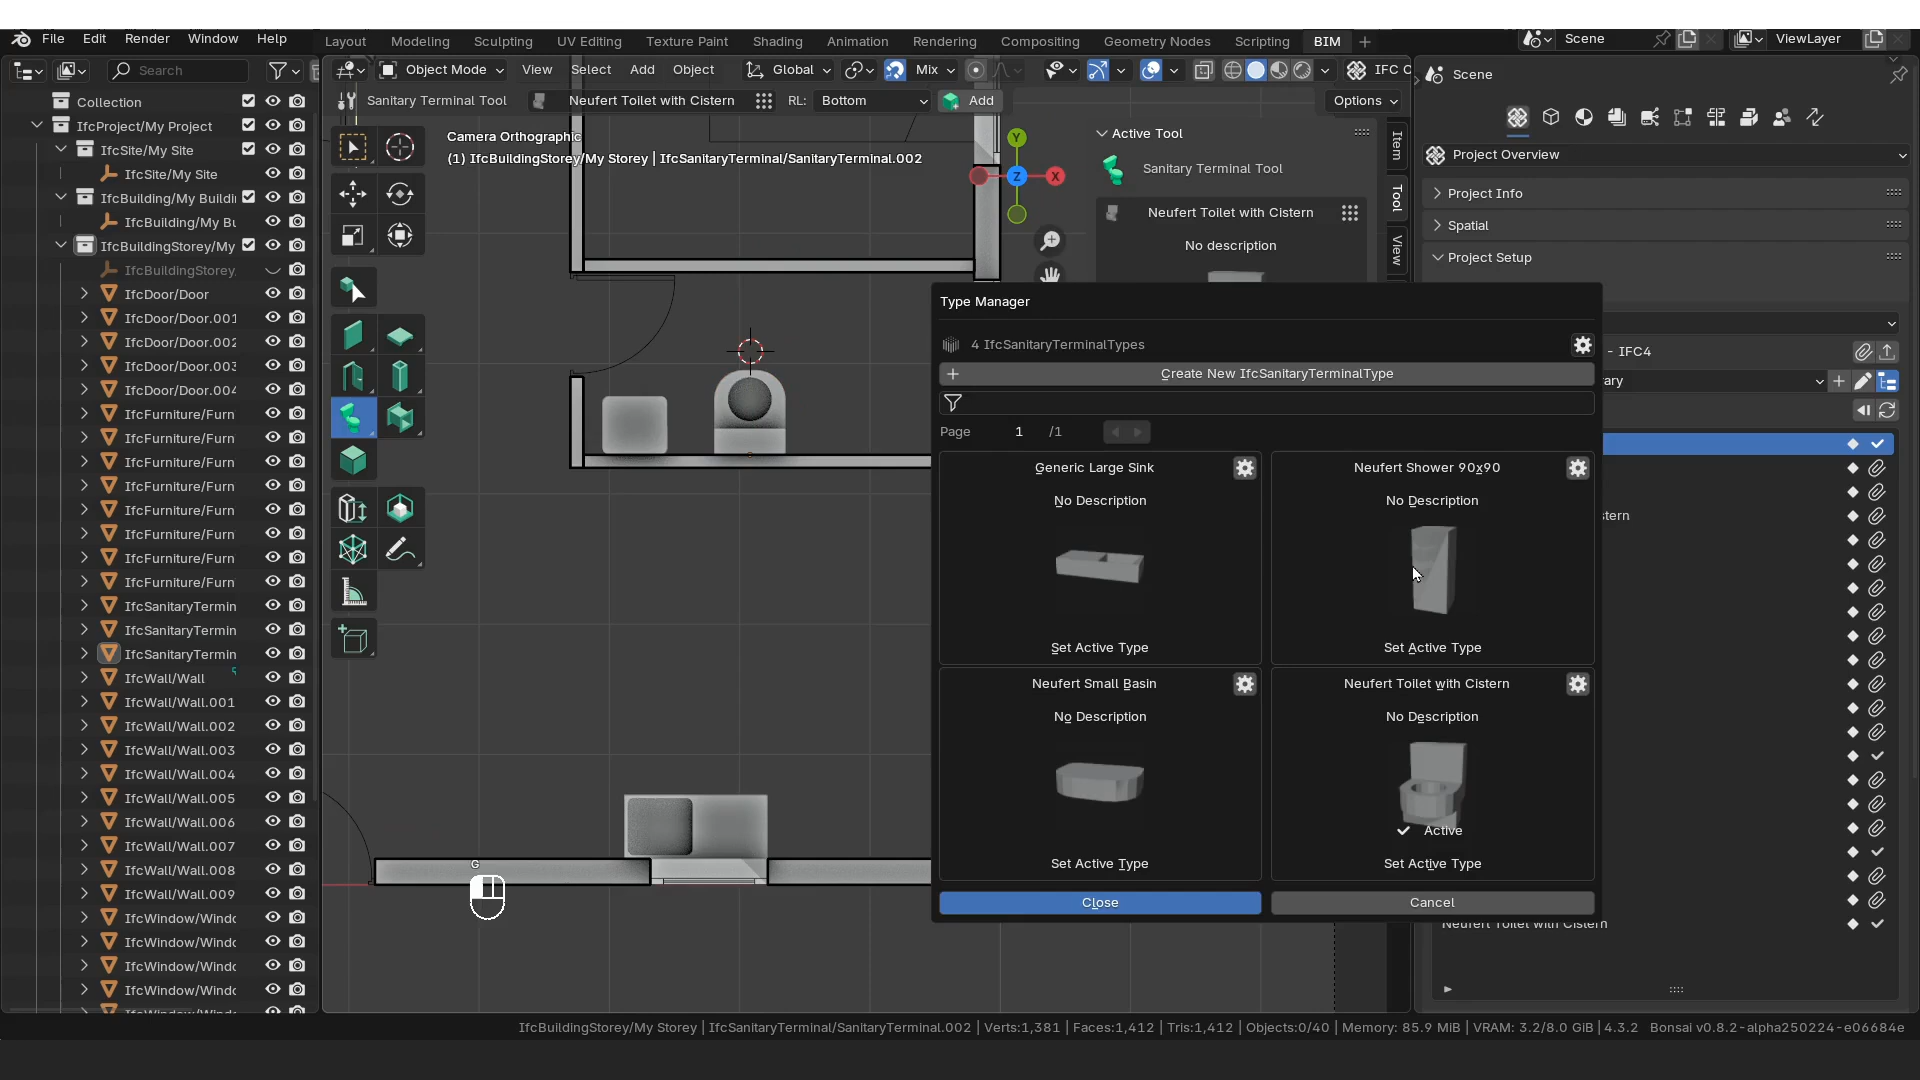 File Edit Render Window Help
Layout Modeling Sculpting UV Editing Texture Paint Shading Animation Rendering Compositing Geometry Nodes Scripting BIM
Scene ViewLayer
Search
Object Mode View Select Add Object Global Mix IFC C
Sanitary Terminal Tool Neufert Toilet with Cistern RL: Bottom Add Options
Collection
IfcProject/My Project
IfcSite/My Site
IfcSite/My Site
IfcBuilding/My Buildi
IfcBuilding/My Bu
IfcBuildingStorey/My
IfcBuildingStorey
IfcDoor/Door
IfcDoor/Door.001
IfcDoor/Door.002
IfcDoor/Door.003
IfcDoor/Door.004
IfcFurniture/Furn
IfcFurniture/Furn
IfcFurniture/Furn
IfcFurniture/Furn
IfcFurniture/Furn
IfcFurniture/Furn
IfcFurniture/Furn
IfcFurniture/Furn
IfcSanitaryTermin
IfcSanitaryTermin
IfcSanitaryTermin
IfcWall/Wall
IfcWall/Wall.001
IfcWall/Wall.002
IfcWall/Wall.003
IfcWall/Wall.004
IfcWall/Wall.005
IfcWall/Wall.006
IfcWall/Wall.007
IfcWall/Wall.008
IfcWall/Wall.009
IfcWindow/Windo
IfcWindow/Windo
IfcWindow/Windo
IfcWindow/Windo
Camera Orthographic
(1) IfcBuildingStorey/My Storey | IfcSanitaryTerminal/SanitaryTerminal.002
Y
Z
X
G
Active Tool
Sanitary Terminal Tool
Neufert Toilet with Cistern
No description
Item
Tool
View
Type Manager
4 IfcSanitaryTerminalTypes
Create New IfcSanitaryTerminalType
Page 1 /1
Generic Large Sink
No Description
Set Active Type
Neufert Shower 90x90
No Description
Set Active Type
Neufert Small Basin
No Description
Set Active Type
Neufert Toilet with Cistern
No Description
Active
Set Active Type
Close
Cancel
Scene
Project Overview
Project Info
Spatial
Project Setup
- IFC4
rary
stern
Neufert Toilet with Cistern
IfcBuildingStorey/My Storey | IfcSanitaryTerminal/SanitaryTerminal.002 | Verts:1,381 | Faces:1,412 | Tris:1,412 | Objects:0/40 | Memory: 85.9 MiB | VRAM: 3.2/8.0 GiB | 4.3.2 Bonsai v0.8.2-alpha250224-e06684e